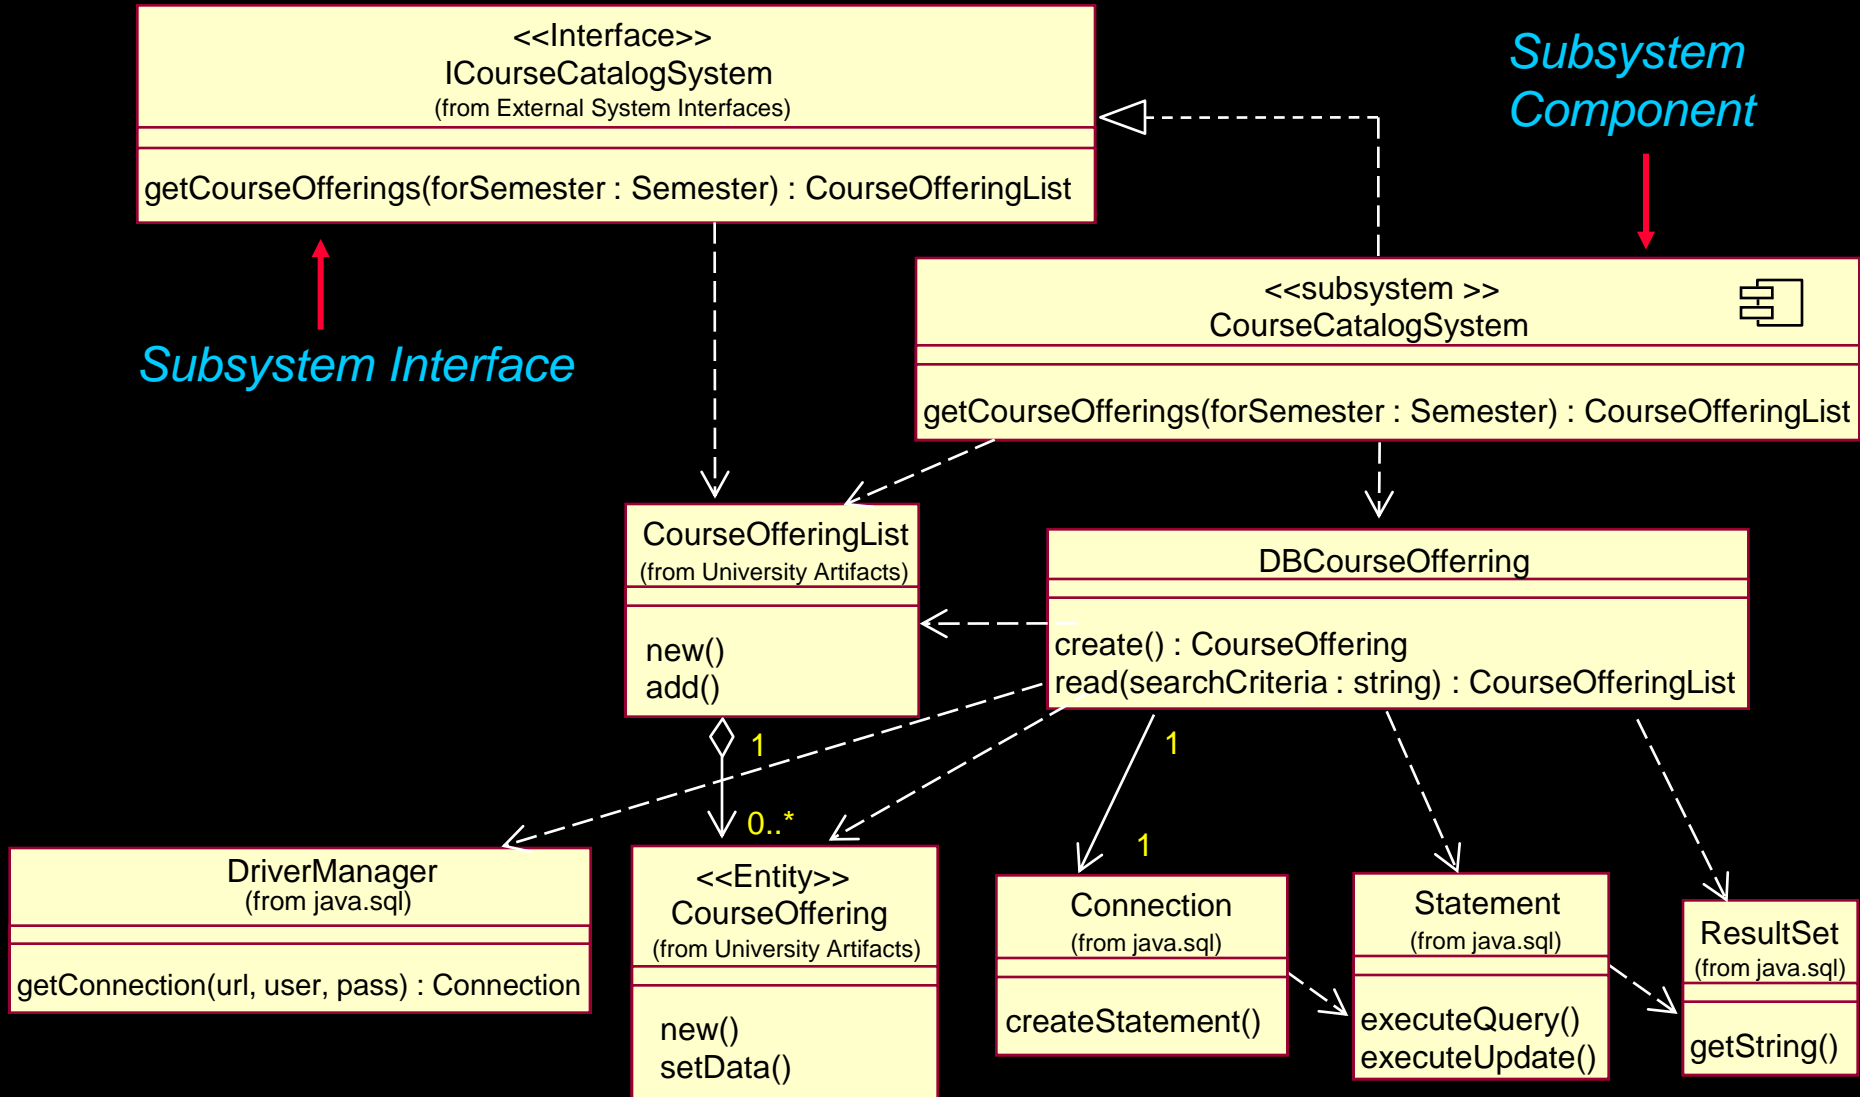 <<Interface>>
ICourseCatalogSystem
(from External System Interfaces)
getCourseOfferings(forSemester : Semester) : CourseOfferingList
Subsystem
Component
Subsystem Interface
<<subsystem >>
CourseCatalogSystem
getCourseOfferings(forSemester : Semester) : CourseOfferingList
CourseOfferingList
(from University Artifacts)
new()
add()
DBCourseOfferring
create() : CourseOffering
read(searchCriteria : string) : CourseOfferingList
1
0..*
1
1
DriverManager
(from java.sql)
getConnection(url, user, pass) : Connection
<<Entity>>
CourseOffering
(from University Artifacts)
new()
setData()
Connection
(from java.sql)
createStatement()
Statement
(from java.sql)
executeQuery()
executeUpdate()
ResultSet
(from java.sql)
getString()